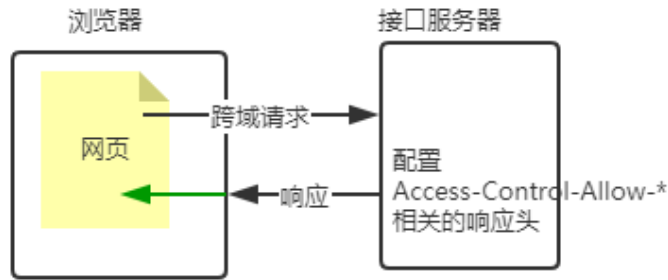 浏览器
接口服务器
网页
跨域请求
响应
配置
Access-Control-Allow-*
相关的响应头